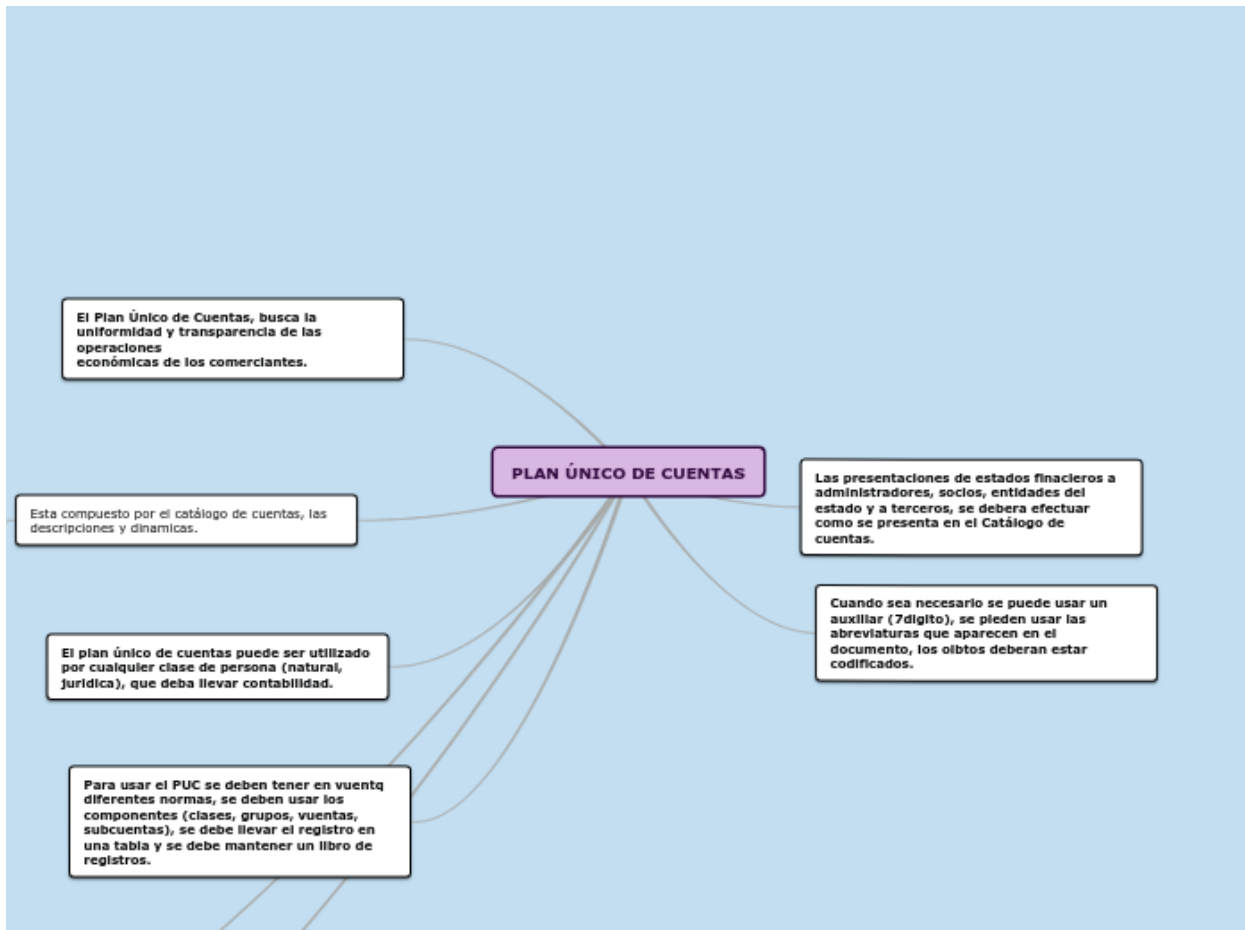 El Plan Único de Cuentas, busca la
uniformidad y transparencia de las
operaciones
económicas de los comerciantes.
PLAN ÚNICO DE CUENTAS
Las presentaciones de estados finacieros a
administradores, socios, entidades del
estado y a terceros, se debera efectuar
como se presenta en el Catálogo de
cuentas.
Esta compuesto por el catálogo de cuentas, las
descripciones y dinamicas.
Cuando sea necesario se puede usar un
auxiliar (7digito), se pieden usar las
abreviaturas que aparecen en el
documento, los olbtos deberan estar
codificados.
El plan único de cuentas puede ser utilizado
por cualquier clase de persona (natural,
juridica), que deba llevar contabilidad.
Para usar el PUC se deben tener en vuentq
diferentes normas, se deben usar los
componentes (clases, grupos, vuentas,
subcuentas), se debe llevar el registro en
una tabla y se debe mantener un libro de
registros.